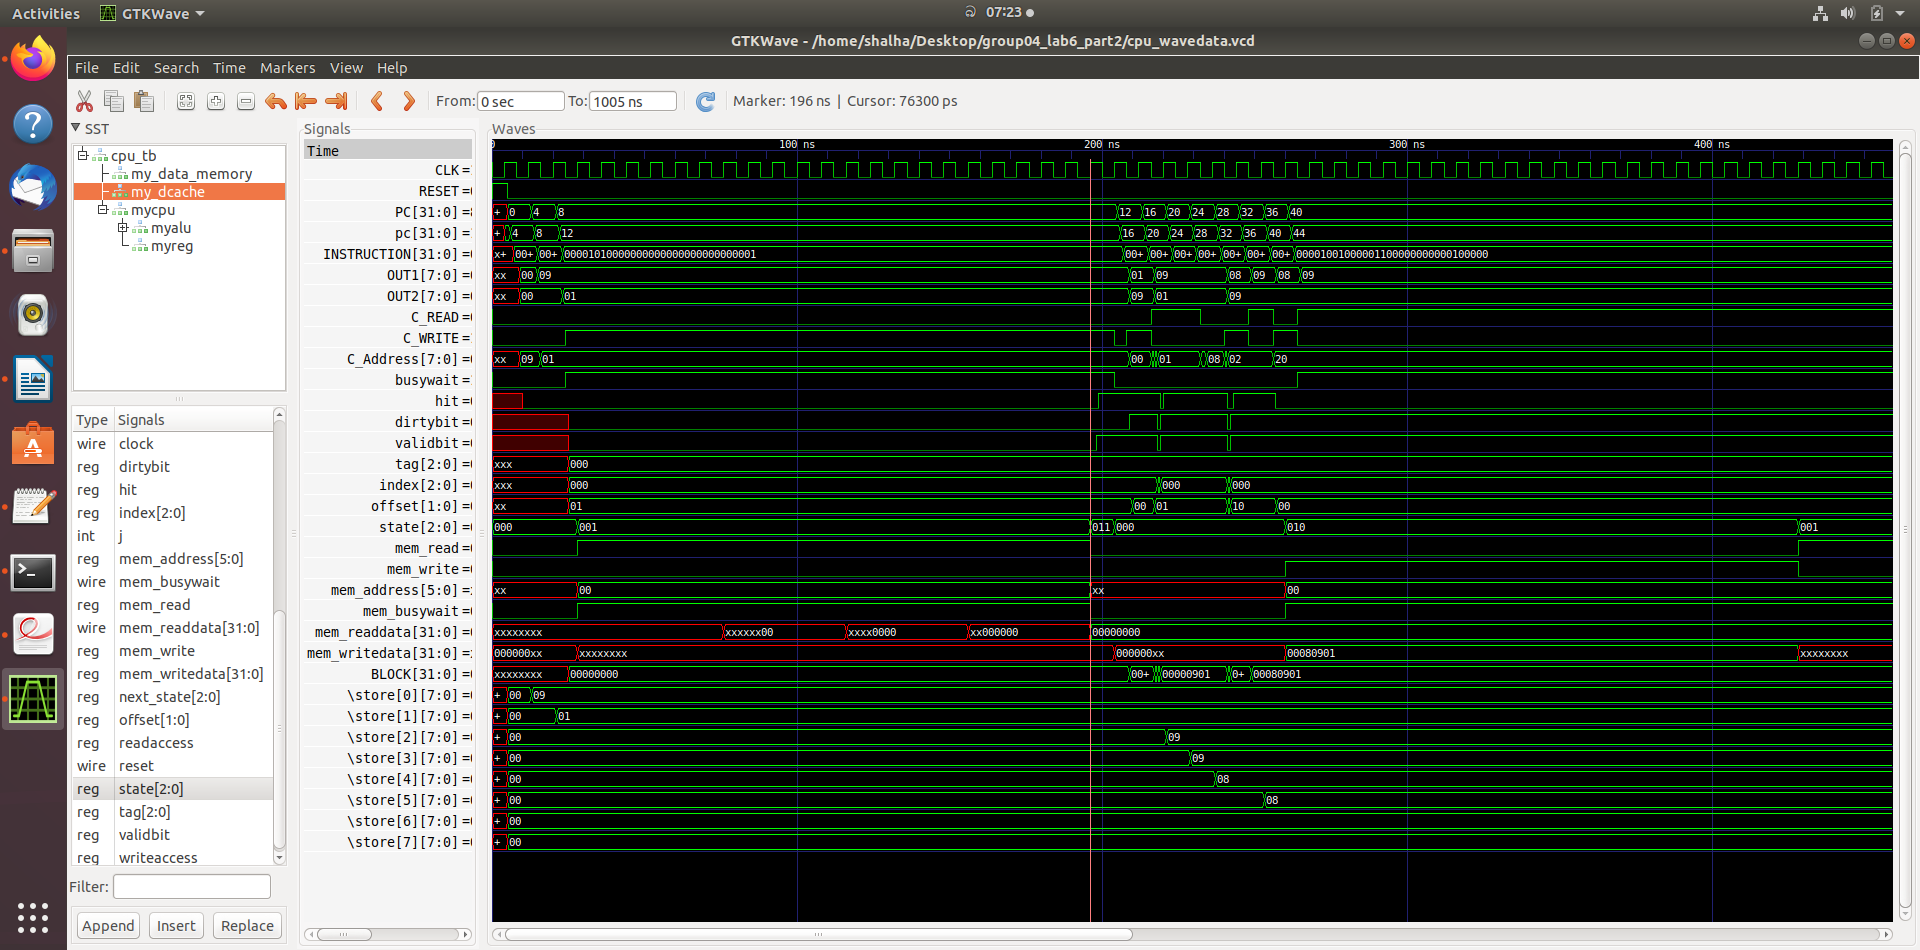 Activities GTKWave 07:23
GTKWave - /home/shalha/Desktop/group04_lab6_part2/cpu_wavedata.vcd
File Edit Search Time Markers View Help
From: 0 sec To: 1005 ns Marker: 196 ns | Cursor: 76300 ps
SST
cpu_tb
my_data_memory
my_dcache
mycpu
myalu
myreg
Type Signals
wire clock
reg dirtybit
reg hit
reg index[2:0]
int j
reg mem_address[5:0]
wire mem_busywait
reg mem_read
wire mem_readdata[31:0]
reg mem_write
reg mem_writedata[31:0]
reg next_state[2:0]
reg offset[1:0]
reg readaccess
wire reset
reg state[2:0]
reg tag[2:0]
reg validbit
reg writeaccess
Filter:
Append Insert Replace
Signals
Time
CLK =
RESET =
PC[31:0] =
pc[31:0] =
INSTRUCTION[31:0] =
OUT1[7:0] =
OUT2[7:0] =
C_READ =
C_WRITE =
C_Address[7:0] =
busywait =
hit =
dirtybit =
validbit =
tag[2:0] =
index[2:0] =
offset[1:0] =
state[2:0] =
mem_read =
mem_write =
mem_address[5:0] =
mem_busywait =
mem_readdata[31:0] =
mem_writedata[31:0] =
BLOCK[31:0] =
\store[0][7:0] =
\store[1][7:0] =
\store[2][7:0] =
\store[3][7:0] =
\store[4][7:0] =
\store[5][7:0] =
\store[6][7:0] =
\store[7][7:0] =
Waves
0 100 ns 200 ns 300 ns 400 ns
+ 0 4 8 12 16 20 24 28 32 36 40
+ 4 8 12 16 20 24 28 32 36 40 44
x+ 00+ 00+ 00001010000000000000000000000001 00+ 00+ 00+ 00+ 00+ 00+ 00+ 00001001000001100000000000100000
xx 00 09 01 09 08 09 08 09
xx 00 01 09 01 09
xx 09 01 00 01 08 02 20
xxx 000
xxx 000 000 000
xx 01 00 01 10 00
000 001 011 000 010 001
xx 00 xx 00
xxxxxxxx xxxxxx00 xxxx0000 xx000000 00000000
000000xx xxxxxxxx 000000xx 00080901 xxxxxxxx
xxxxxxxx 00000000 00+ 00000901 0+ 00080901
+ 00 09
+ 00 01
+ 00 09
+ 00 09
+ 00 08
+ 00 08
+ 00
+ 00